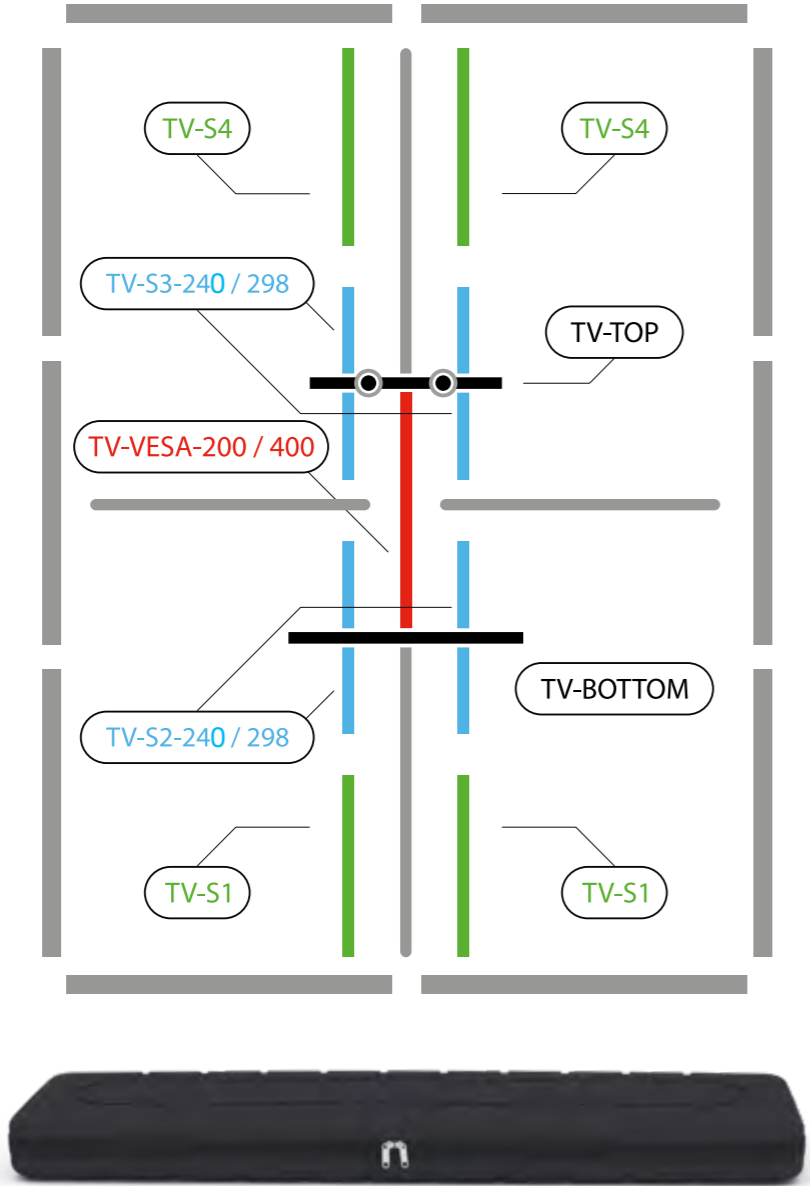 TV-S4
TV-S4
TV-S3-240 / 298
TV-TOP
TV-VESA-200 / 400
TV-BOTTOM
TV-S2-240 / 298
TV-S1
TV-S1